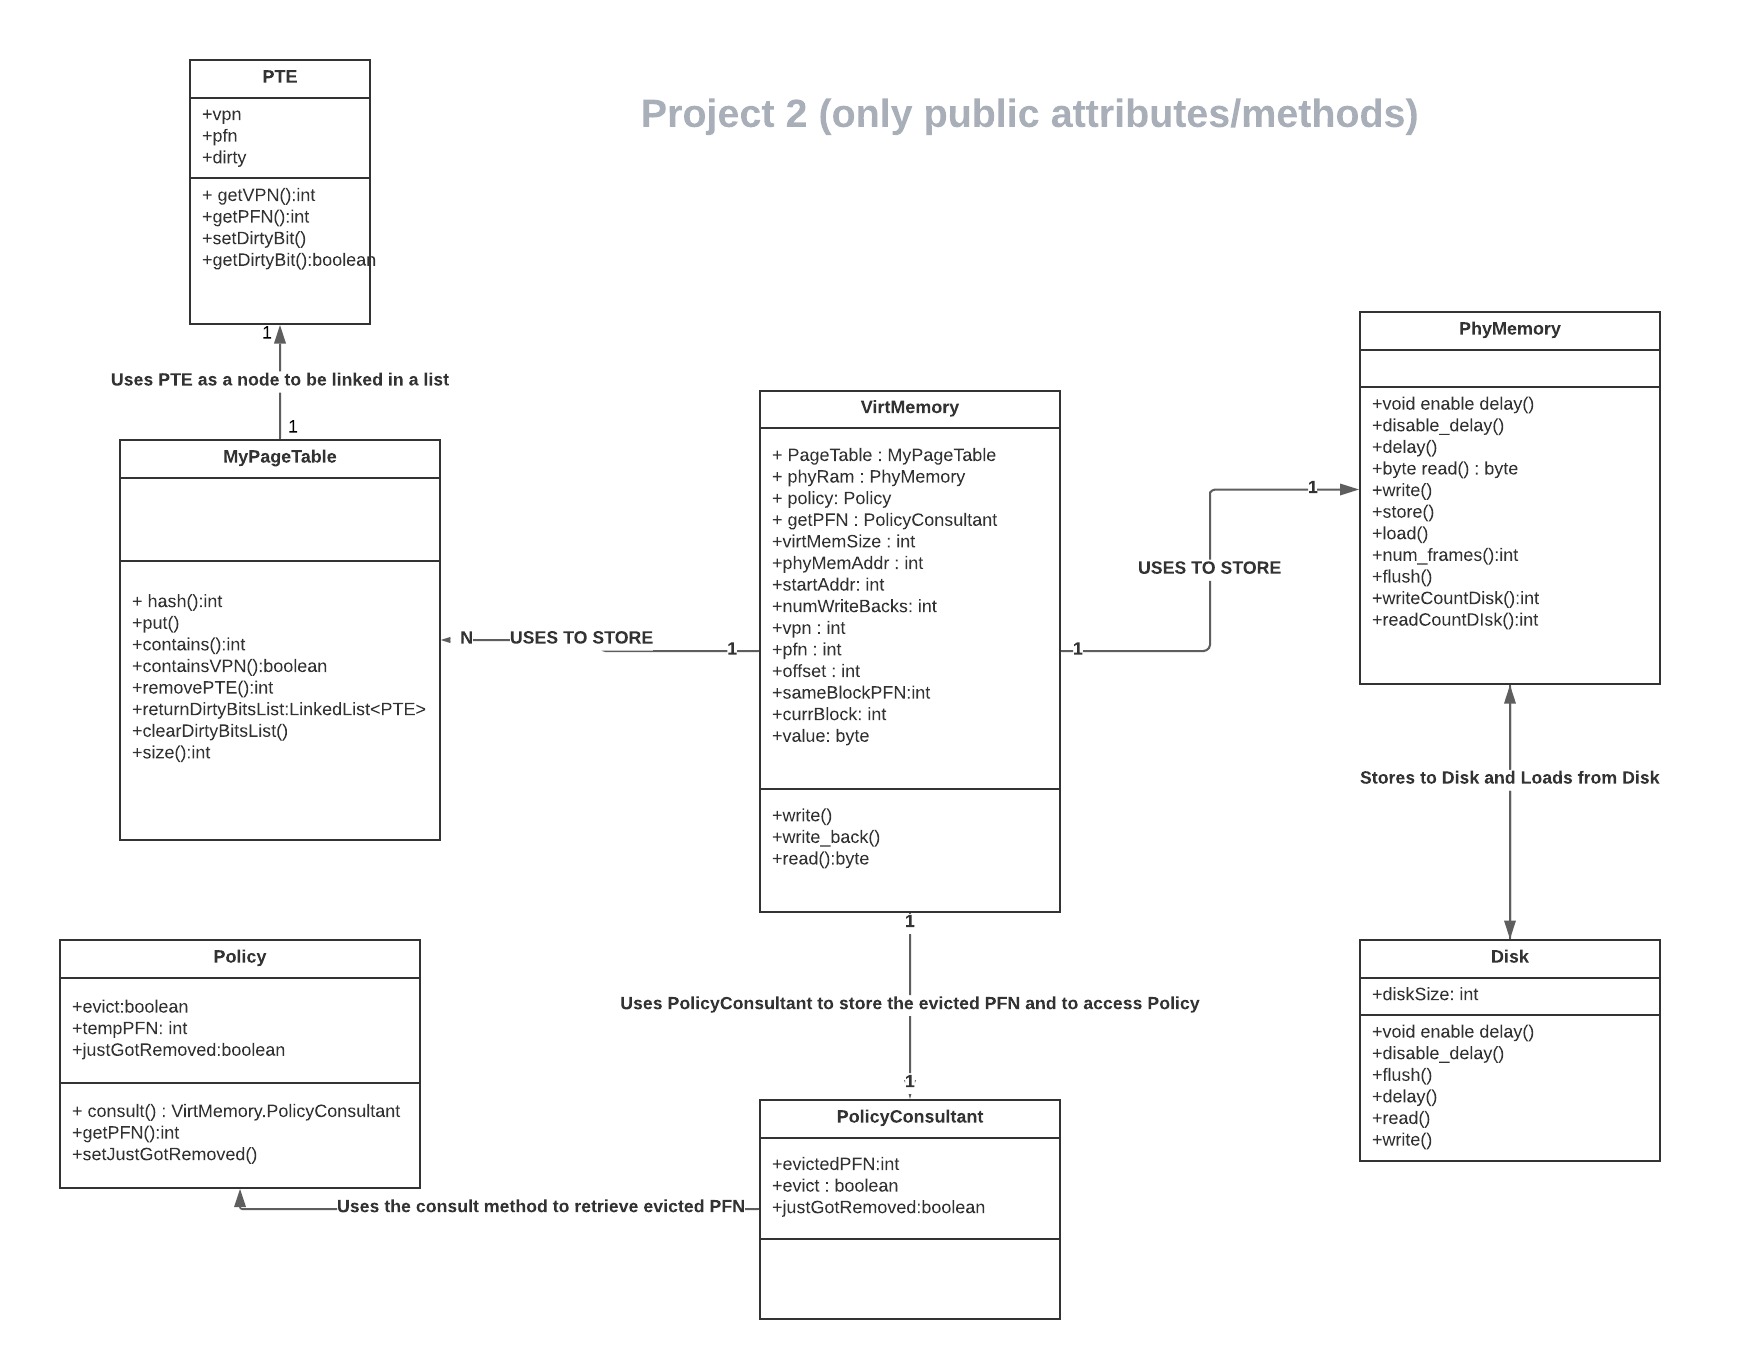 Project 2 (only public attributes/methods)
PTE
+vpn
+pfn
+dirty
+ getVPN():int
+getPFN():int
+setDirtyBit()
+getDirtyBit():boolean
1
Uses PTE as a node to be linked in a list
1
MyPageTable
+ hash():int
+put()
+contains():int
+containsVPN():boolean
+removePTE():int
+returnDirtyBitsList:LinkedList<PTE>
+clearDirtyBitsList()
+size():int
N
USES TO STORE
1
VirtMemory
+ PageTable : MyPageTable
+ phyRam : PhyMemory
+ policy: Policy
+ getPFN : PolicyConsultant
+virtMemSize : int
+phyMemAddr : int
+startAddr: int
+numWriteBacks: int
+vpn : int
+pfn : int
+offset : int
+sameBlockPFN:int
+currBlock: int
+value: byte
+write()
+write_back()
+read():byte
1
USES TO STORE
1
PhyMemory
+void enable delay()
+disable_delay()
+delay()
+byte read() : byte
+write()
+store()
+load()
+num_frames():int
+flush()
+writeCountDisk():int
+readCountDIsk():int
Stores to Disk and Loads from Disk
Disk
+diskSize: int
+void enable delay()
+disable_delay()
+flush()
+delay()
+read()
+write()
1
Uses PolicyConsultant to store the evicted PFN and to access Policy
1
PolicyConsultant
+evictedPFN:int
+evict : boolean
+justGotRemoved:boolean
Uses the consult method to retrieve evicted PFN
Policy
+evict:boolean
+tempPFN: int
+justGotRemoved:boolean
+ consult() : VirtMemory.PolicyConsultant
+getPFN():int
+setJustGotRemoved()